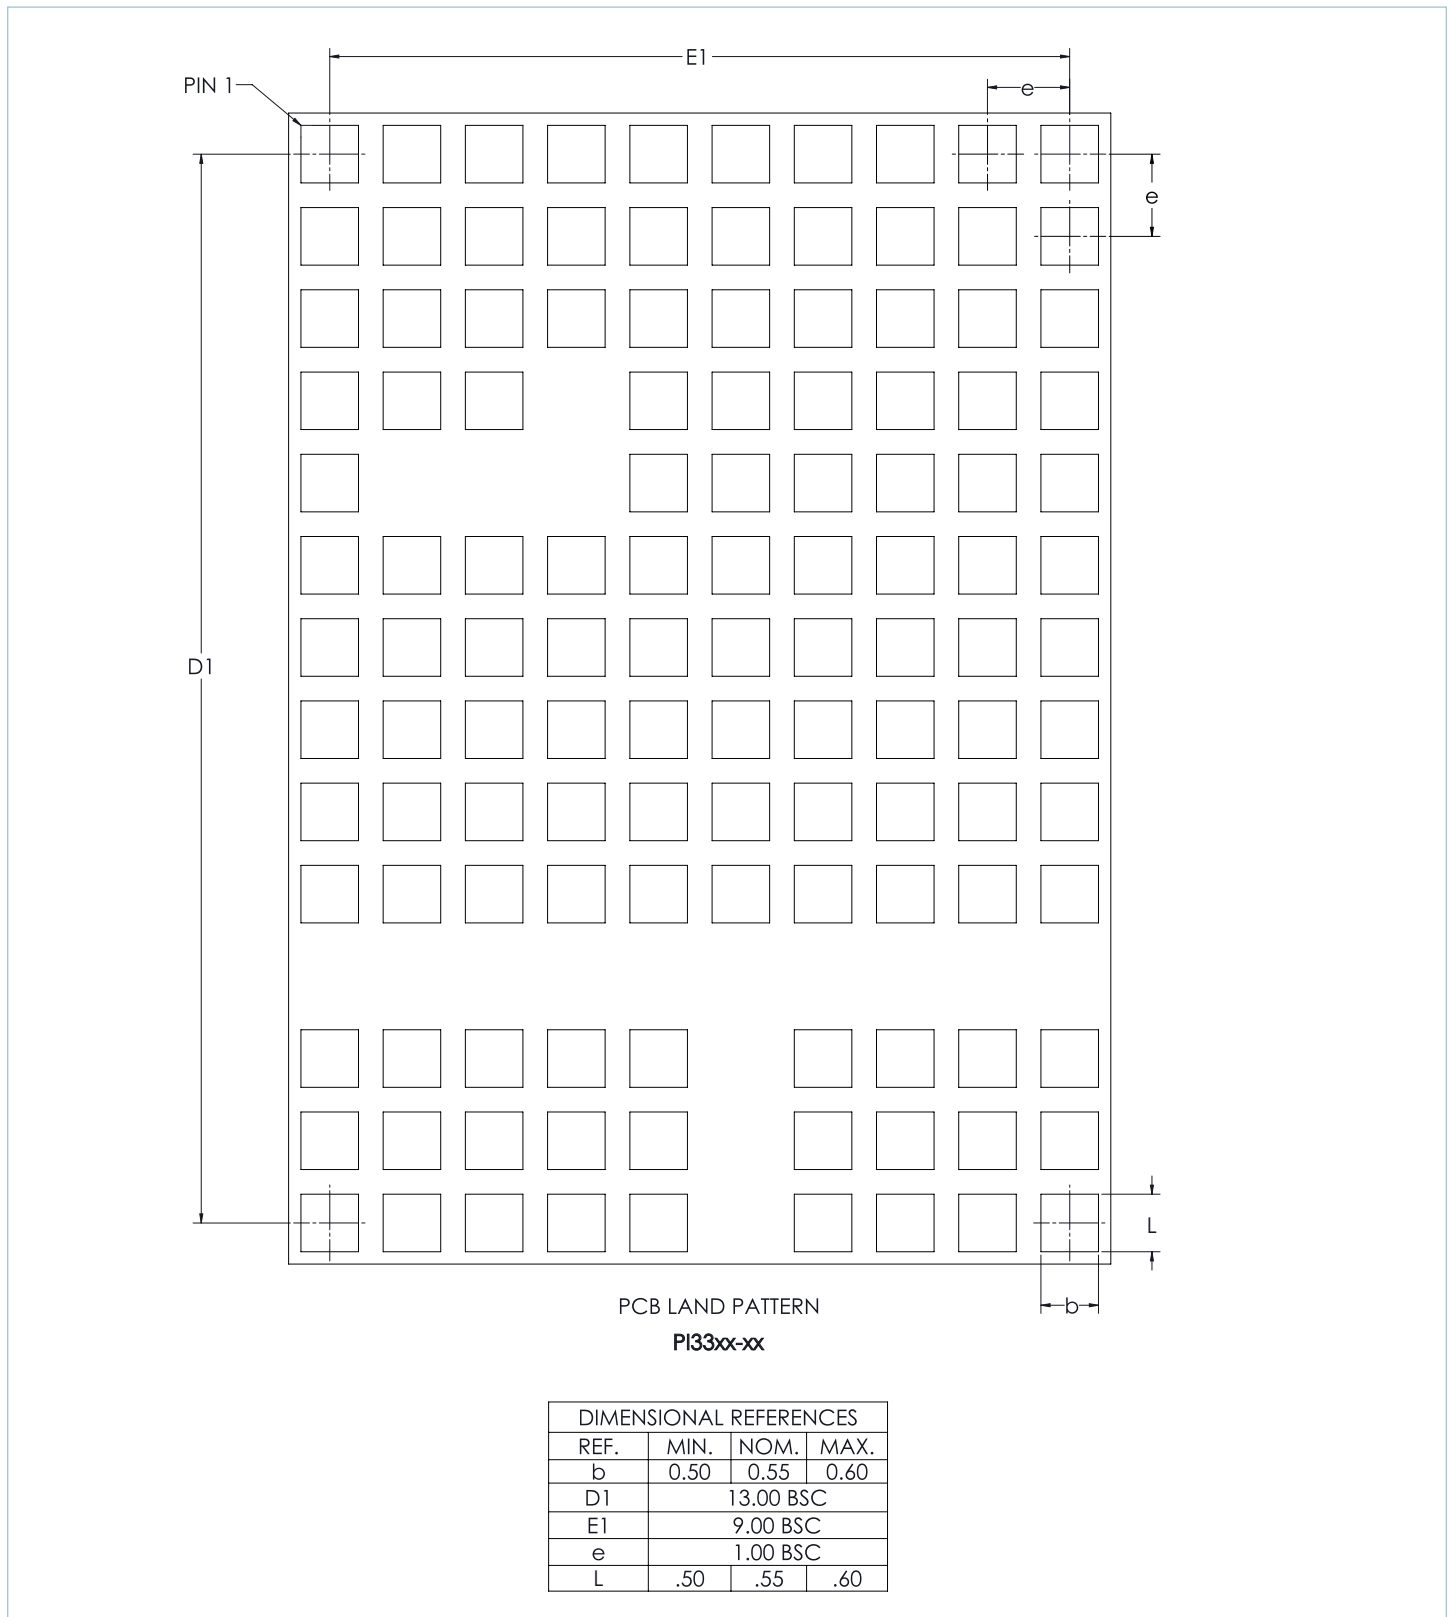 E1
PIN 1
e
e
D1
L
b
PCB LAND PATTERN
PI33xx-xx
DIMENSIONAL REFERENCES
REF. MIN. NOM. MAX.
b 0.50 0.55 0.60
D1 13.00 BSC
E1 9.00 BSC
e 1.00 BSC
L .50 .55 .60